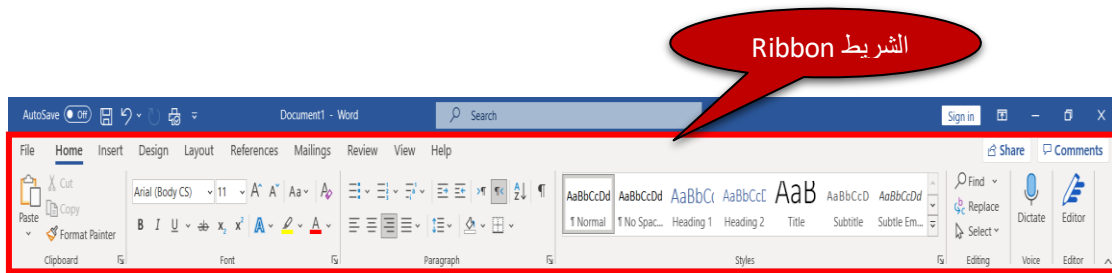 الشريط Ribbon
AutoSave Off Document1 - Word Search Sign in
File Home Insert Design Layout References Mailings Review View Help Share Comments
Paste
Cut
Copy
Format Painter
Clipboard
Arial (Body CS) 11 A^ A˅ Aa A
B I U ab x₂ x² A A
Font
A Z ¶
Paragraph
AaBbCcDd AaBbCcDd AaBbC( AaBbCcE AaB AaBbCcD AaBbCcDd
¶ Normal ¶ No Spac... Heading 1 Heading 2 Title Subtitle Subtle Em...
Styles
Find
Replace
Select
Editing
Dictate
Voice
Editor
Editor